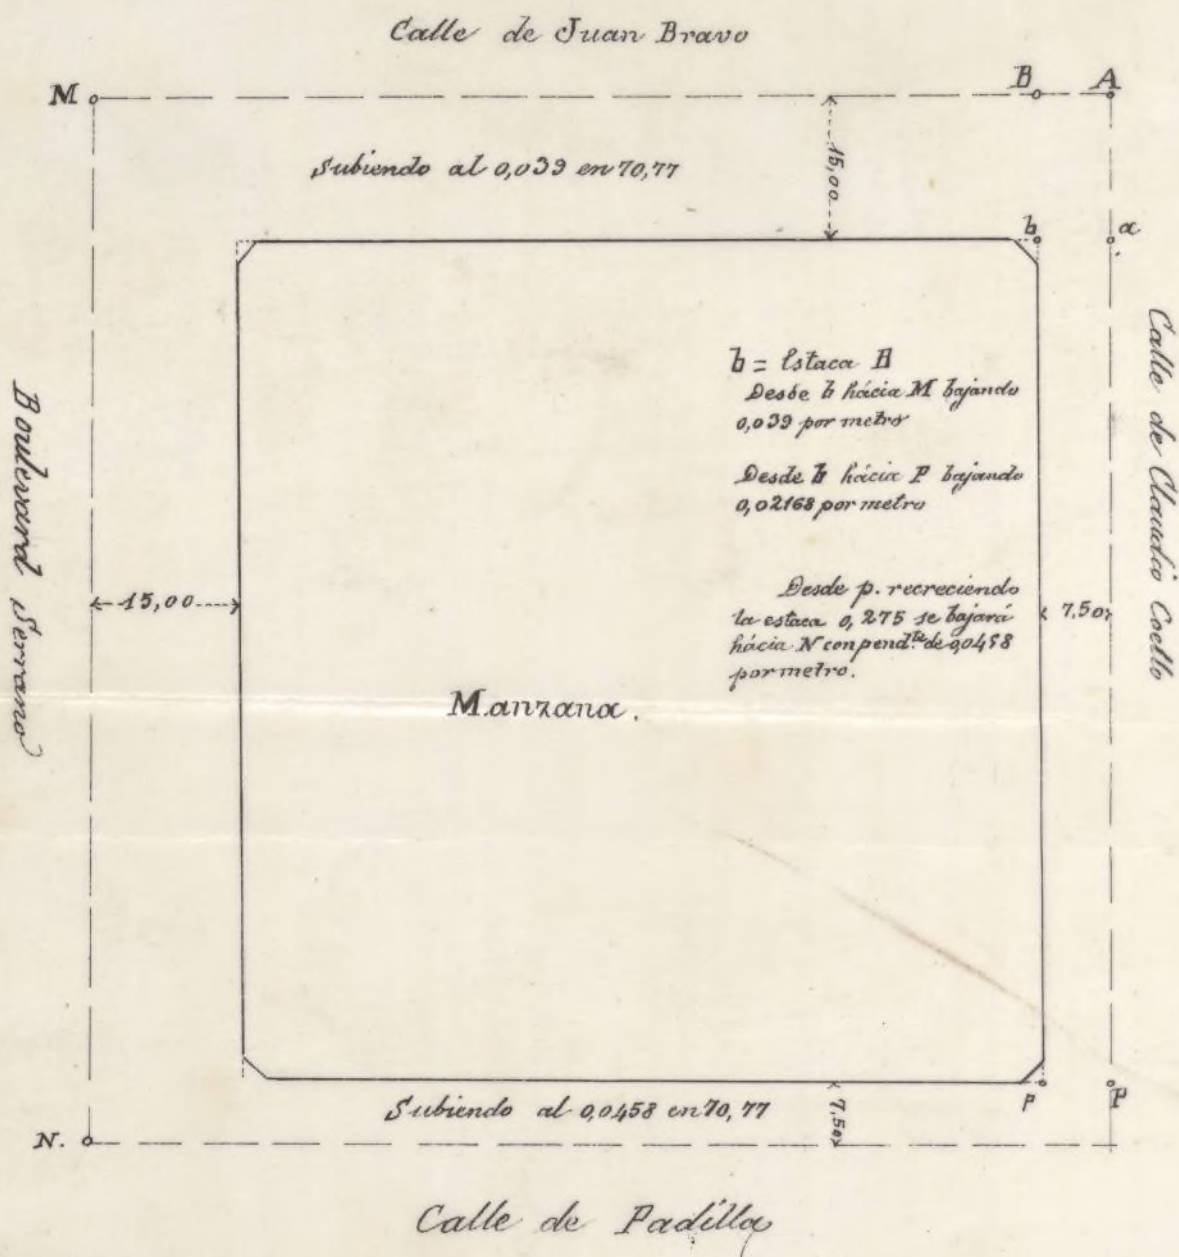 Calle de Juan Bravo
M
B
A
Subiendo al 0,039 en 70,77
15,00
b
a
b = Estaca B
Desde b hácia M bajando
0,039 por metro
Desde b hácia P bajando
0,02168 por metro
Desde p. recreciendo
la estaca 0,275 se bajará
hácia N con pend.te de 0,0458
por metro.
Boulevard Serrano
15,00
7,50
Calle de Claudio Coello
Manzana.
Subiendo al 0,0458 en 70,77
7,50
p
P
N.
Calle de Padilla